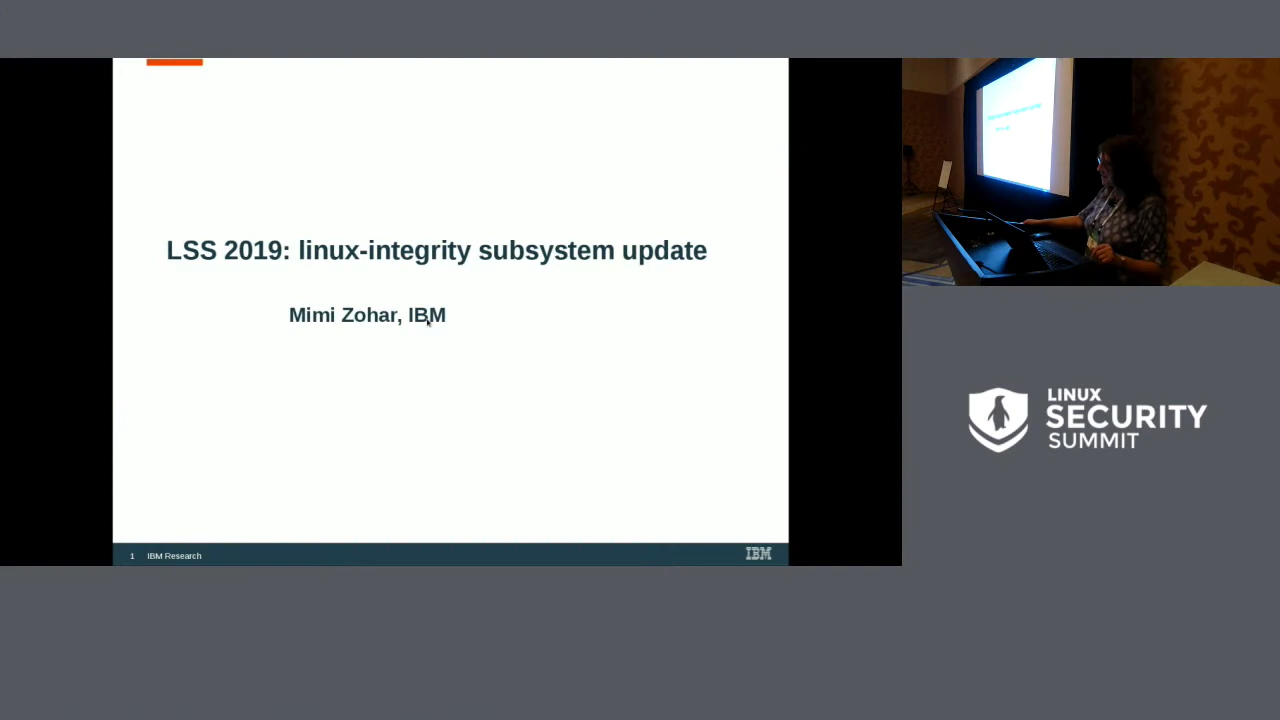 LSS 2019: linux-integrity subsystem update
Mimi Zohar, IBM
1 IBM Research
IBM
LINUX
SECURITY
SUMMIT